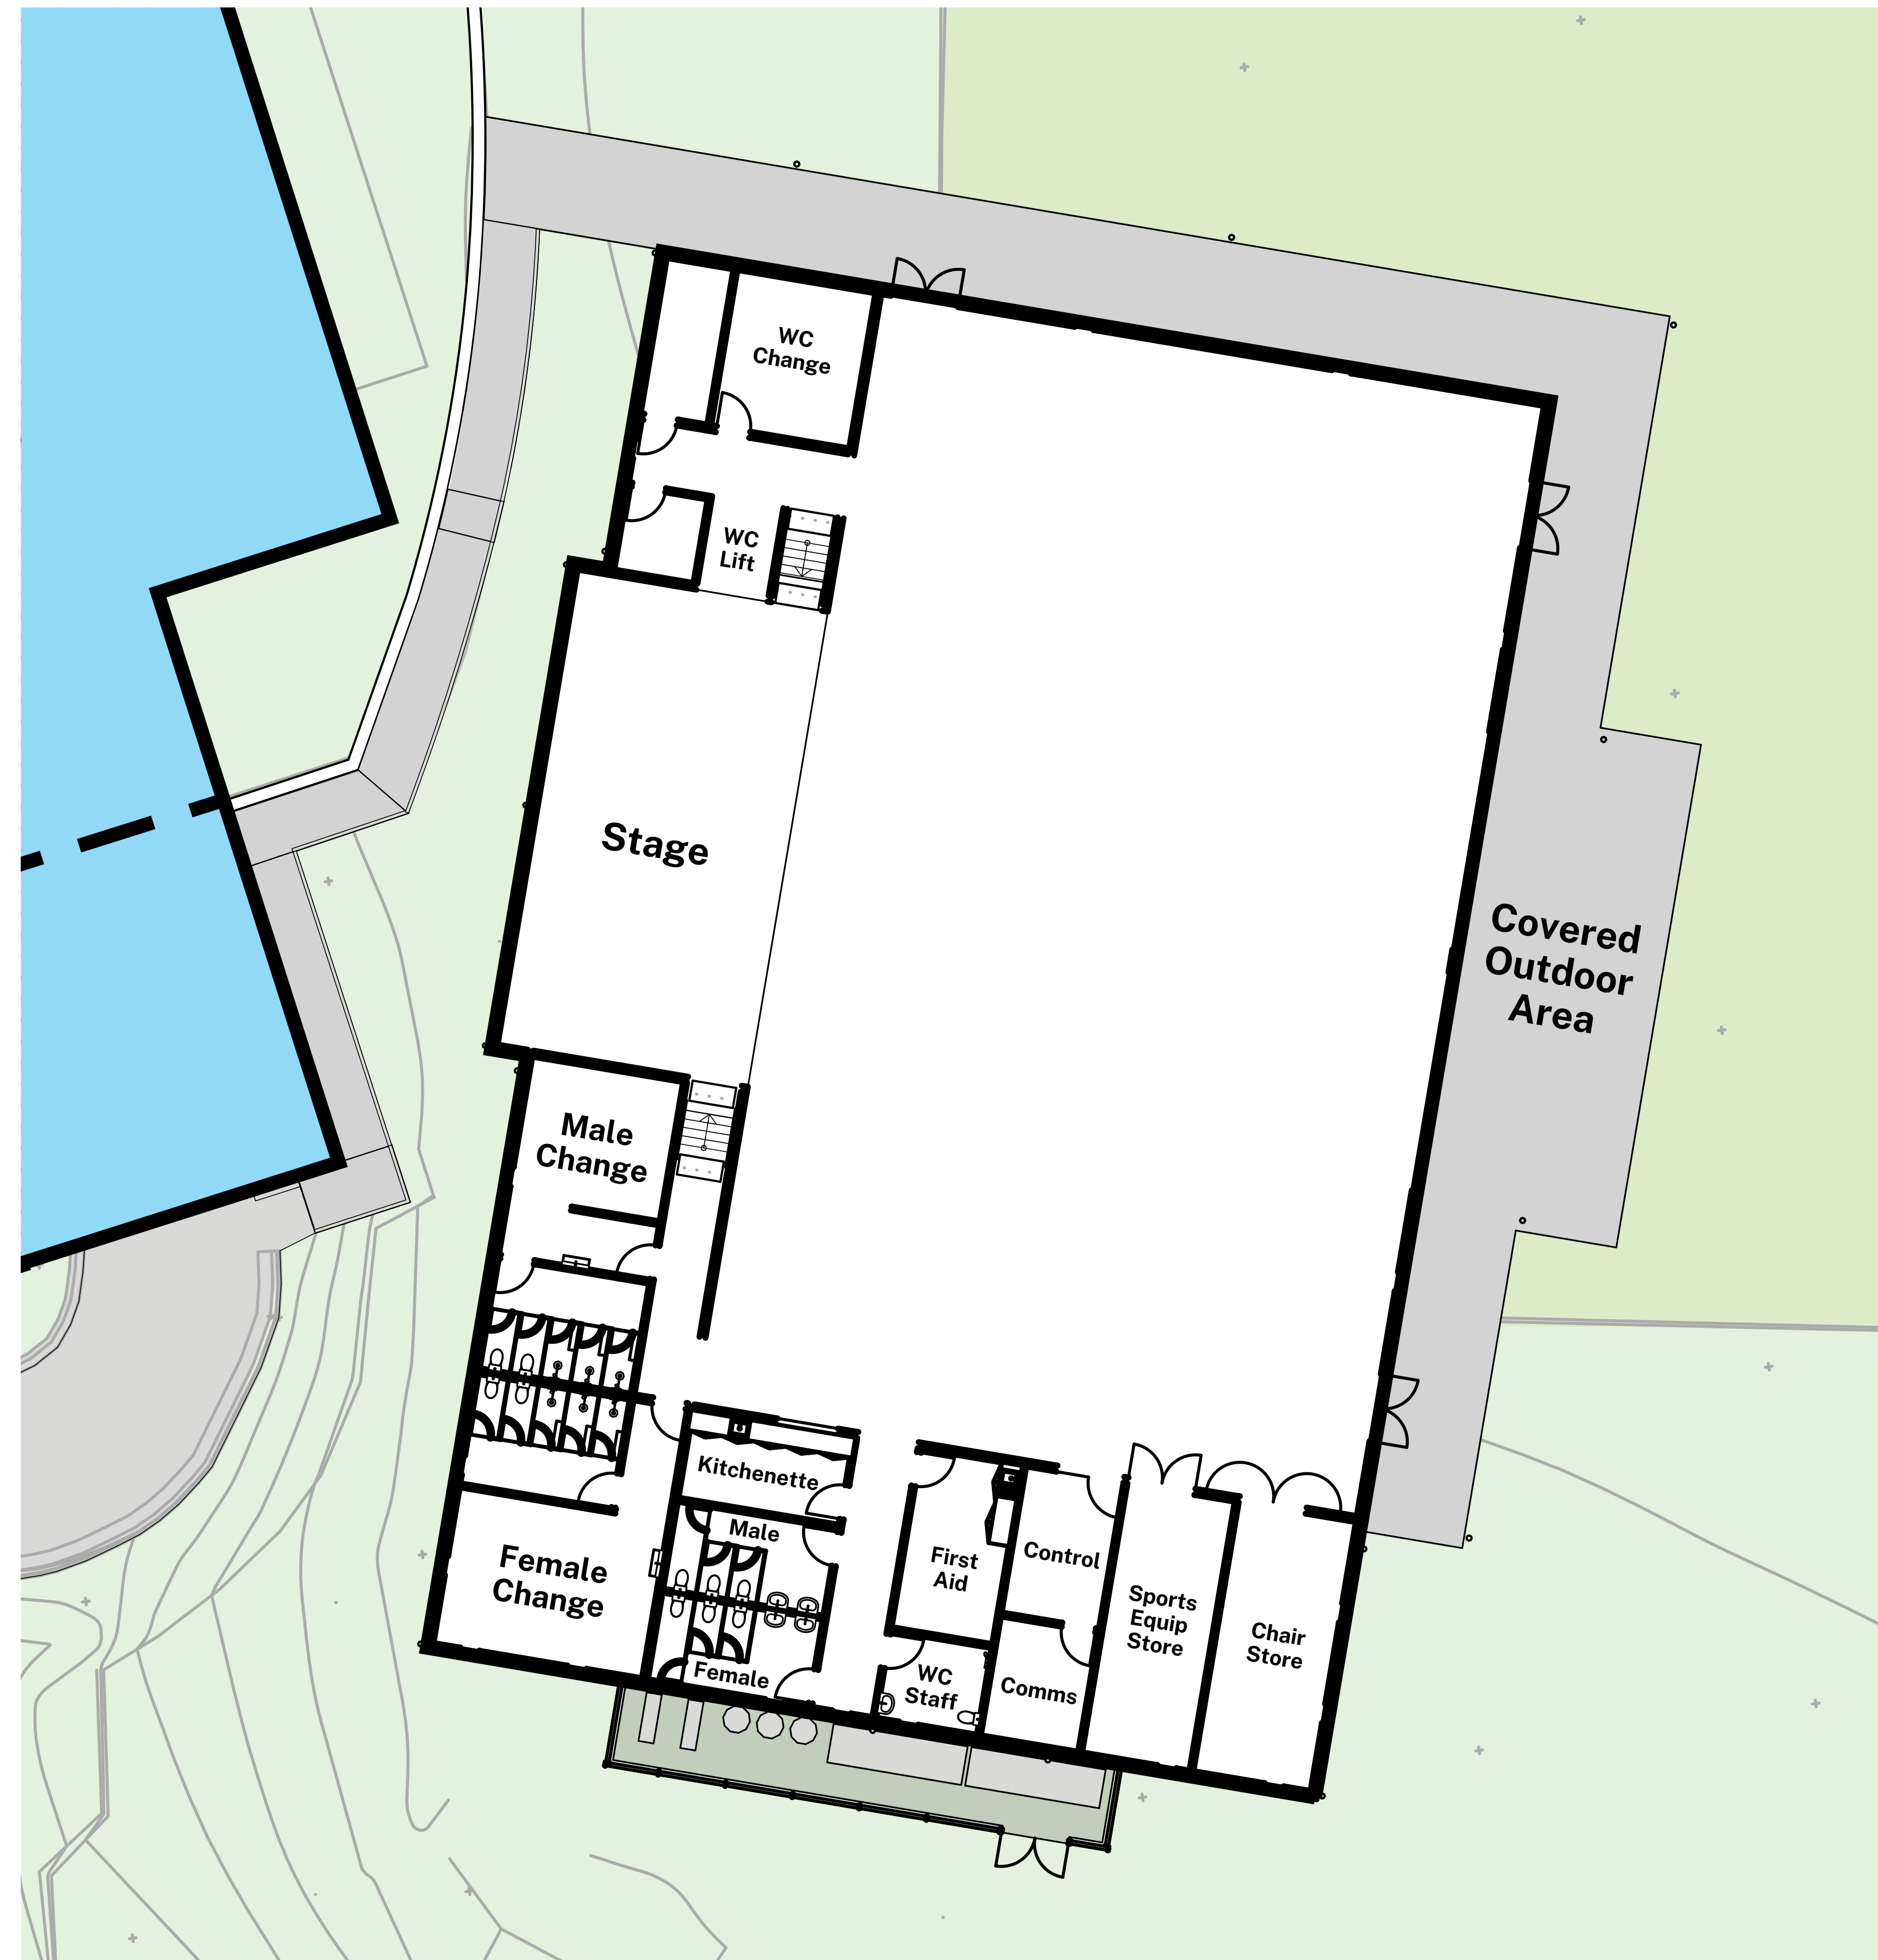 WC
Change
WC
Lift
Stage
Covered
Outdoor
Area
Male
Change
Kitchenette
Male
Female
Change
Female
First
Aid
Control
WC
Staff
Comms
Sports
Equip
Store
Chair
Store